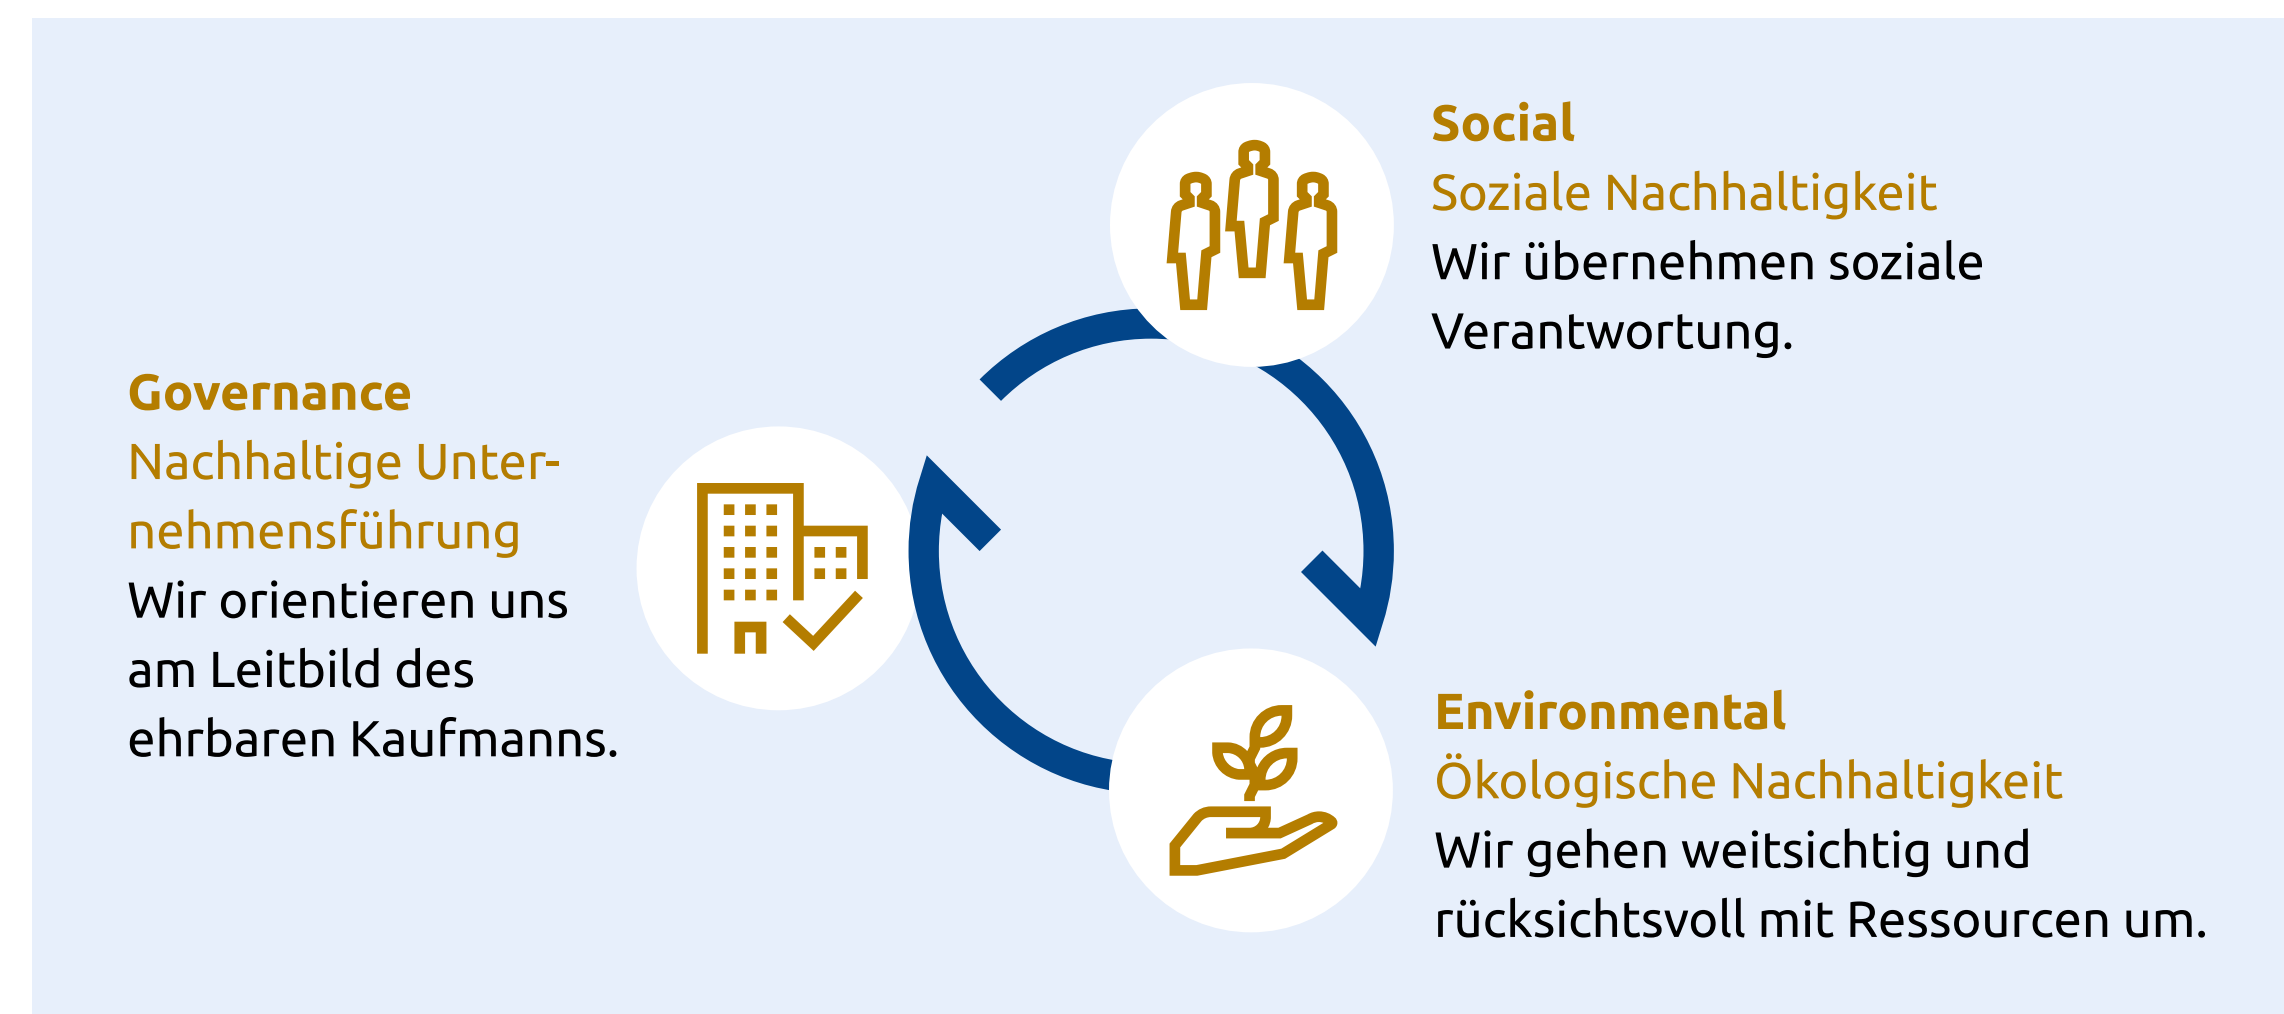 Social
Soziale Nachhaltigkeit
Wir übernehmen soziale
Verantwortung.
Governance
Nachhaltige Unter-
nehmensführung
Wir orientieren uns
am Leitbild des
ehrbaren Kaufmanns.
Environmental
Ökologische Nachhaltigkeit
Wir gehen weitsichtig und
rücksichtsvoll mit Ressourcen um.